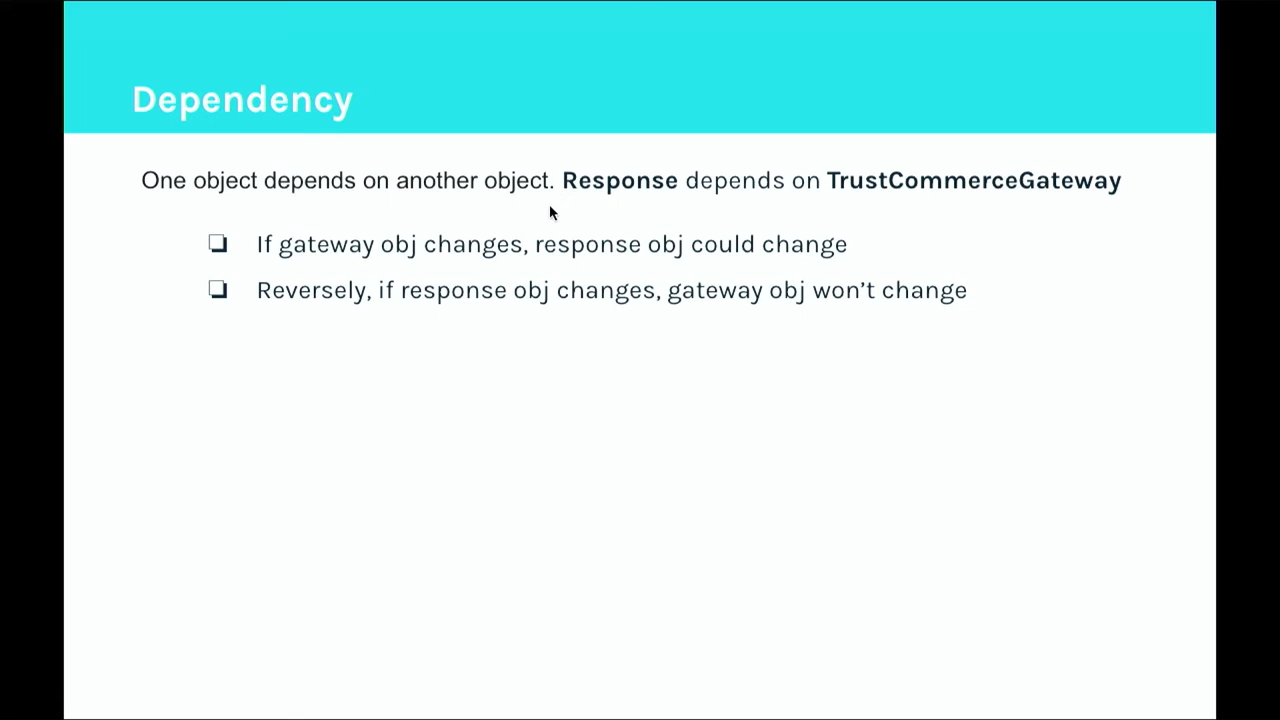 Dependency
One object depends on another object. Response depends on TrustCommerceGateway
❏ If gateway obj changes, response obj could change
❏ Reversely, if response obj changes, gateway obj won’t change